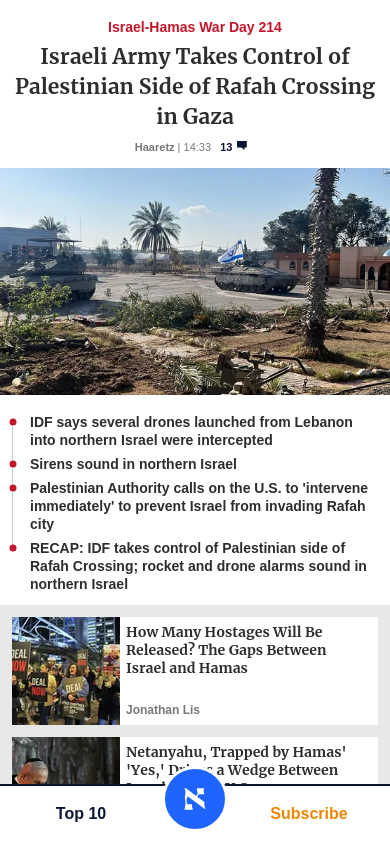 Israel-Hamas War Day 214
Israeli Army Takes Control of
Palestinian Side of Rafah Crossing
in Gaza
Haaretz | 14:33 13
IDF says several drones launched from Lebanon
into northern Israel were intercepted
Sirens sound in northern Israel
Palestinian Authority calls on the U.S. to 'intervene
immediately' to prevent Israel from invading Rafah
city
RECAP: IDF takes control of Palestinian side of
Rafah Crossing; rocket and drone alarms sound in
northern Israel
How Many Hostages Will Be
Released? The Gaps Between
Israel and Hamas
Jonathan Lis
DEAL
NOW
DEAL
NOW
DEAL
Netanyahu, Trapped by Hamas'
'Yes,' a Wedge Between
Top 10
Subscribe